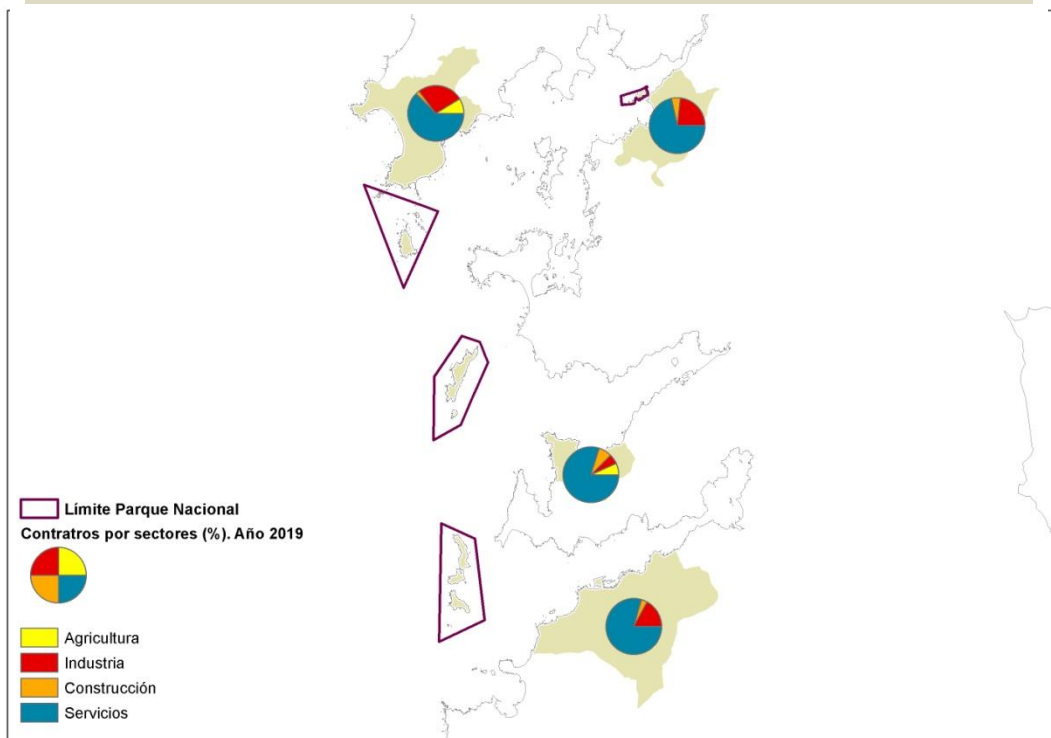 Límite Parque Nacional
Contratros por sectores (%). Año 2019
Agricultura
Industria
Construcción
Servicios